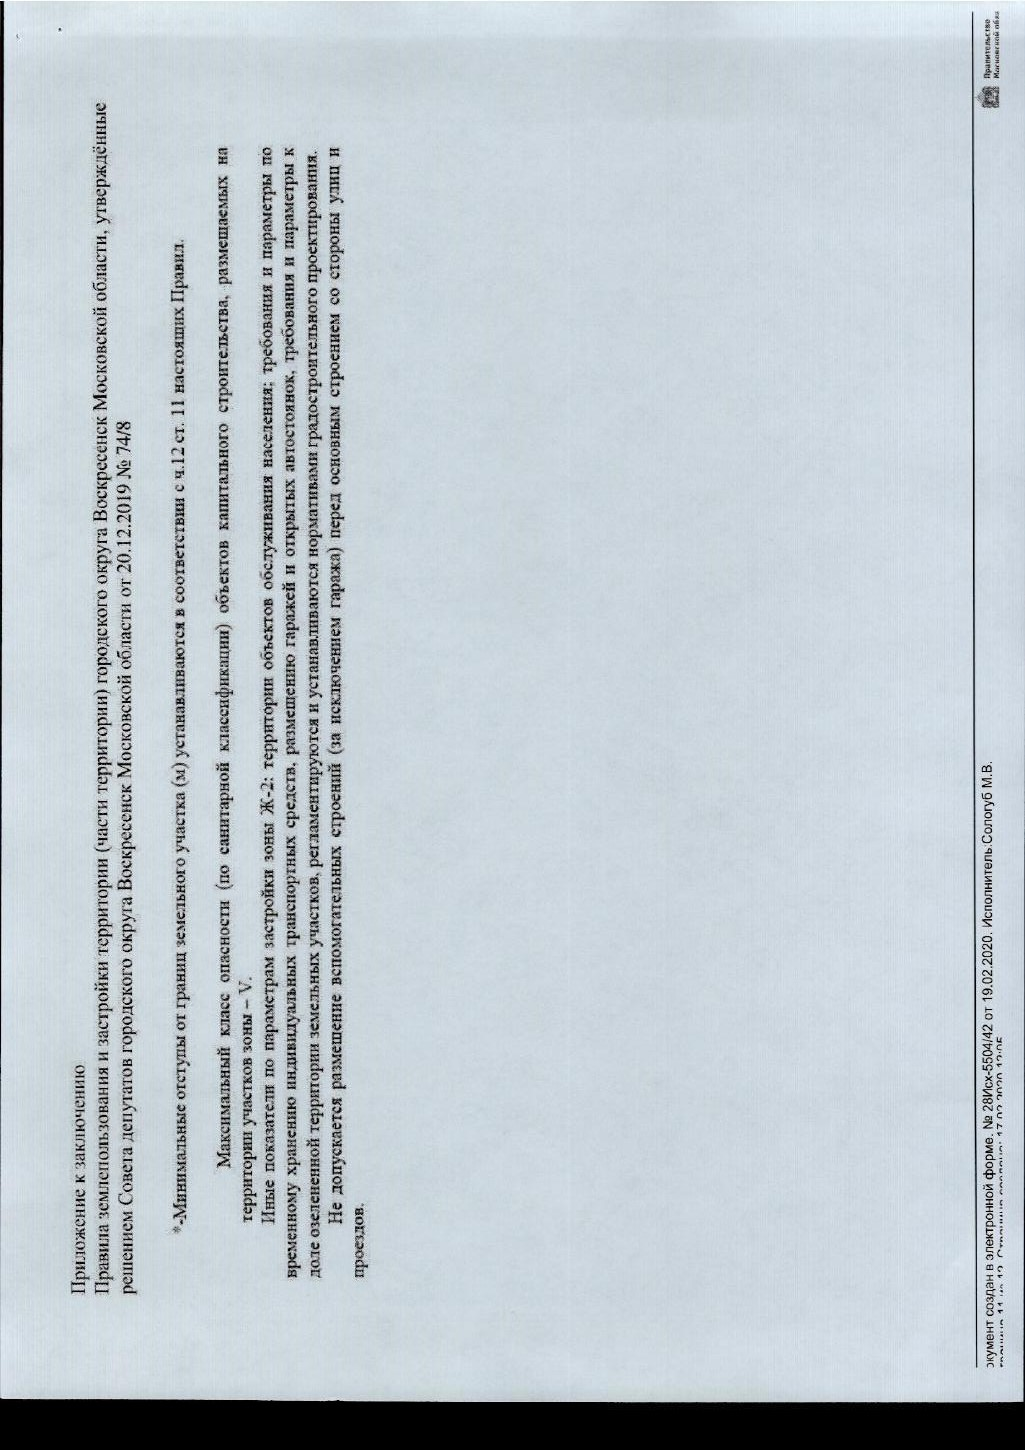 Приложение к заключению
Правила землепользования и застройки территории (части территории) городского округа Воскресенск Московской области, утверждённые
решением Совета депутатов городского округа Воскресенск Московской области от 20.12.2019 № 74/8
*-Минимальные отступы от границ земельного участка (м) устанавливаются в соответствии с ч.12 ст. 11 настоящих Правил.
Максимальный класс опасности (по санитарной классификации) объектов капитального строительства, размещаемых на
территории участков зоны – V.
Иные показатели по параметрам застройки зоны Ж-2: территории объектов обслуживания населения; требования и параметры по
временному хранению индивидуальных транспортных средств, размещению гаражей и открытых автостоянок, требования и параметры к
доле озелененной территории земельных участков, регламентируются и устанавливаются нормативами градостроительного проектирования.
Не допускается размещение вспомогательных строений (за исключением гаража) перед основным строением со стороны улиц и
проездов.
окумент создан в электронной форме. № 28Исх-5504/42 от 19.02.2020. Исполнитель:Сологуб М.В.
Правительство
Московской обла